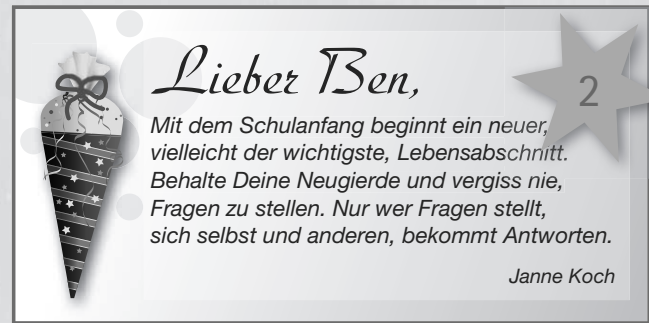 Lieber Ben,
2
Mit dem Schulanfang beginnt ein neuer,
vielleicht der wichtigste, Lebensabschnitt.
Behalte Deine Neugierde und vergiss nie,
Fragen zu stellen. Nur wer Fragen stellt,
sich selbst und anderen, bekommt Antworten.
Janne Koch